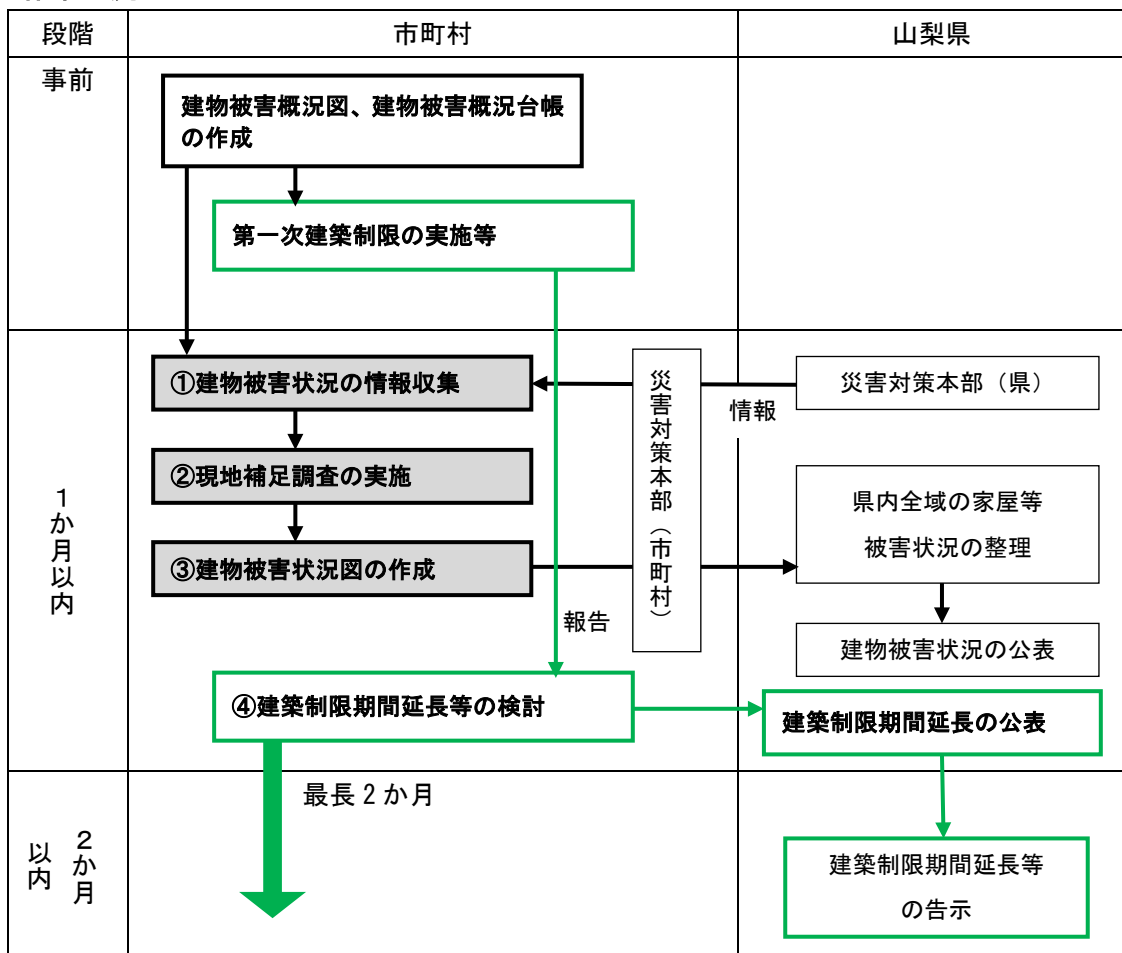 段階
市町村
山梨県
事前
建物被害概況図、建物被害概況台帳
の作成
第一次建築制限の実施等
1か月以内
①建物被害状況の情報収集
災害対策本部（市町村）
災害対策本部（県）
情報
②現地補足調査の実施
県内全域の家屋等
被害状況の整理
③建物被害状況図の作成
報告
建物被害状況の公表
④建築制限期間延長等の検討
建築制限期間延長の公表
最長2か月
2か月
以内
建築制限期間延長等
の告示